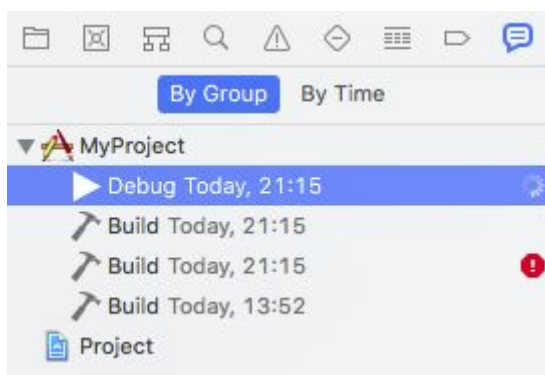 By Group By Time
MyProject
Debug Today, 21:15
Build Today, 21:15
Build Today, 21:15
Build Today, 13:52
Project